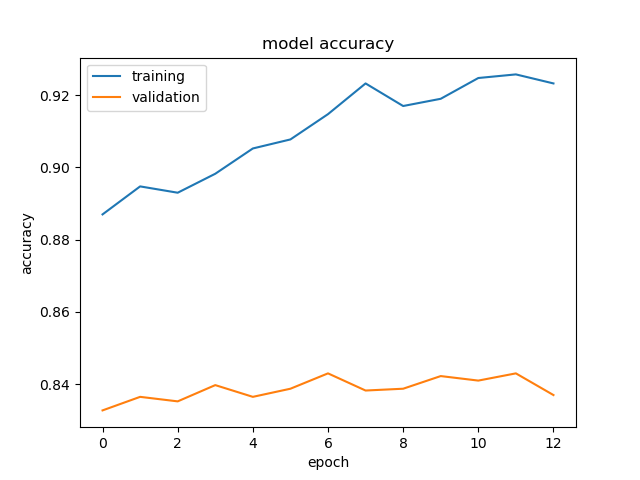 model accuracy
training
validation
0.92
0.90
0.88
0.86
0.84
accuracy
0 2 4 6 8 10 12
epoch